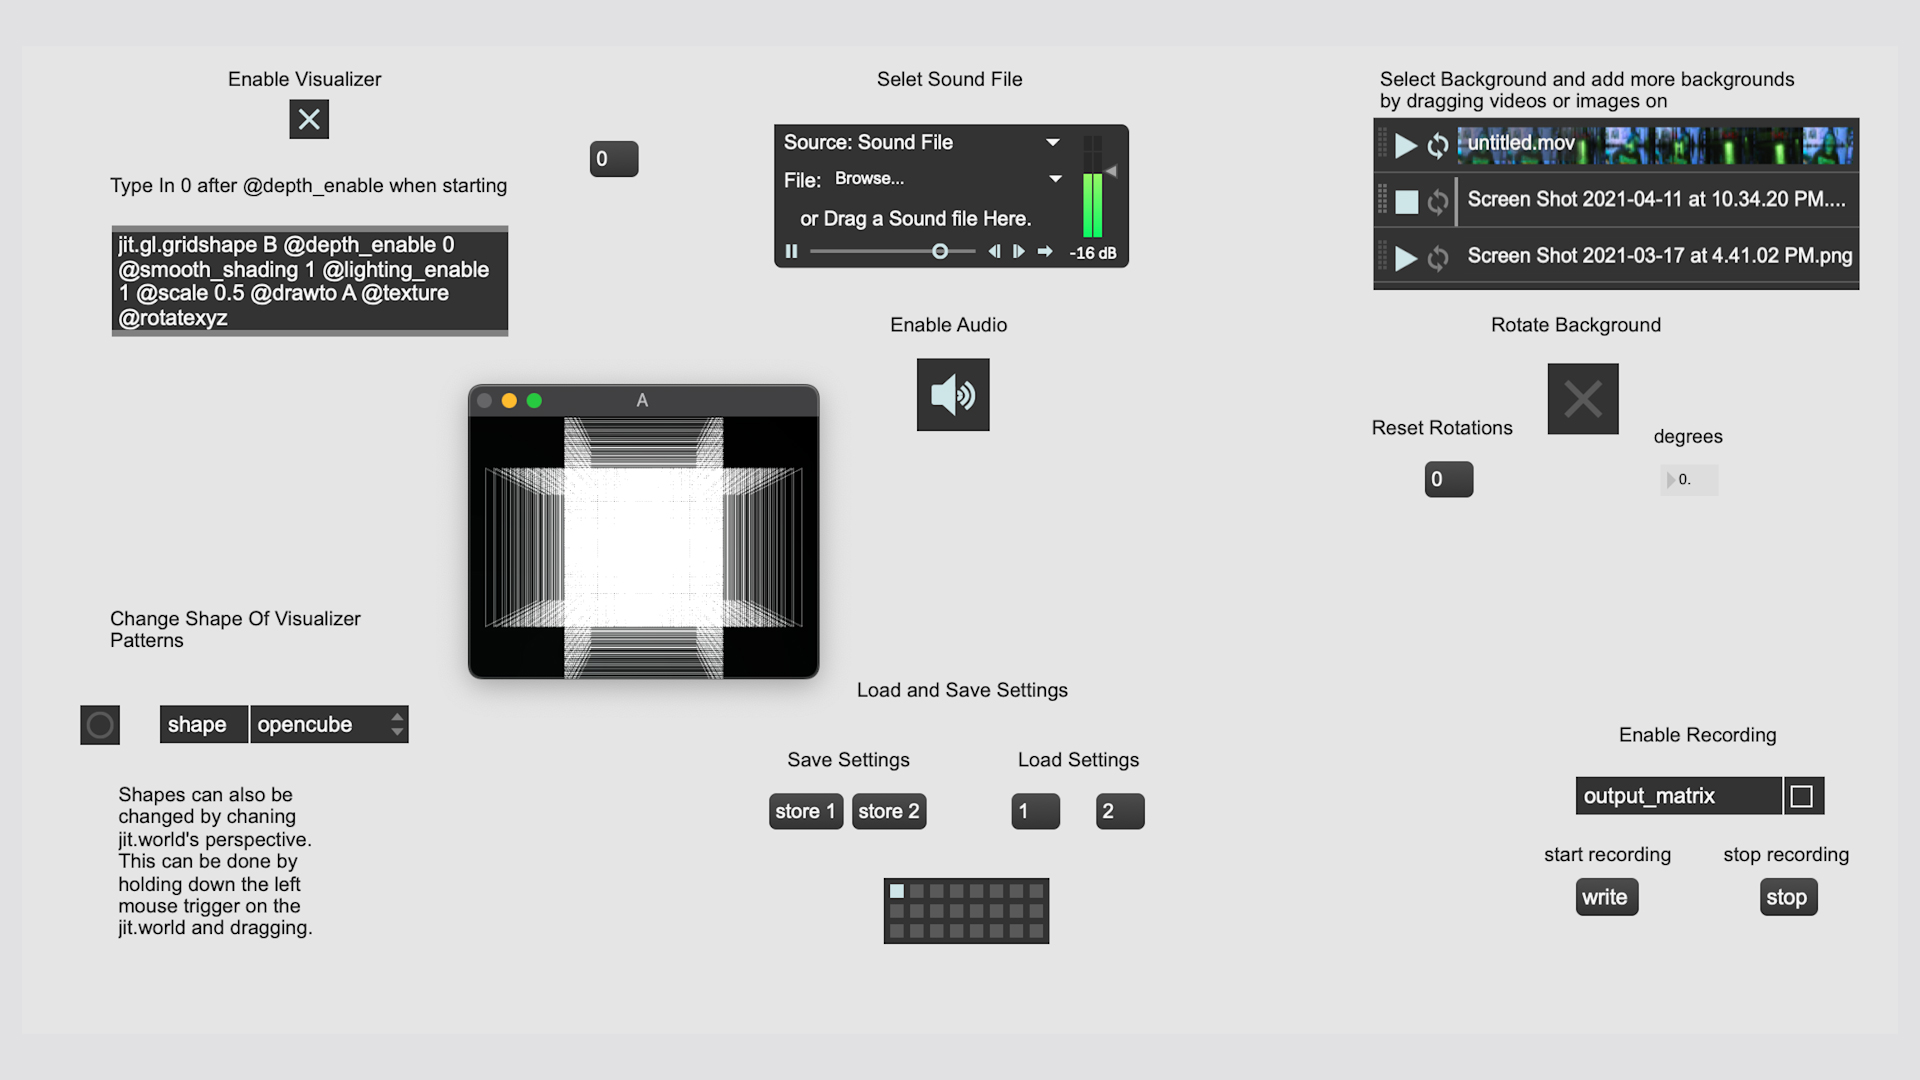 Enable Visualizer
0
Type In 0 after @depth_enable when starting
jit.gl.gridshape B @depth_enable 0
@smooth_shading 1 @lighting_enable
1 @scale 0.5 @drawto A @texture
@rotatexyz
Selet Sound File
Source: Sound File
File: Browse...
or Drag a Sound file Here.
-16 dB
Select Background and add more backgrounds
by dragging videos or images on
untitled.mov
Screen Shot 2021-04-11 at 10.34.20 PM....
Screen Shot 2021-03-17 at 4.41.02 PM.png
Enable Audio
Rotate Background
Reset Rotations
0
degrees
0.
A
Change Shape Of Visualizer
Patterns
shape opencube
Shapes can also be
changed by chaning
jit.world's perspective.
This can be done by
holding down the left
mouse trigger on the
jit.world and dragging.
Load and Save Settings
Save Settings
store 1 store 2
Load Settings
1 2
Enable Recording
output_matrix
start recording
write
stop recording
stop